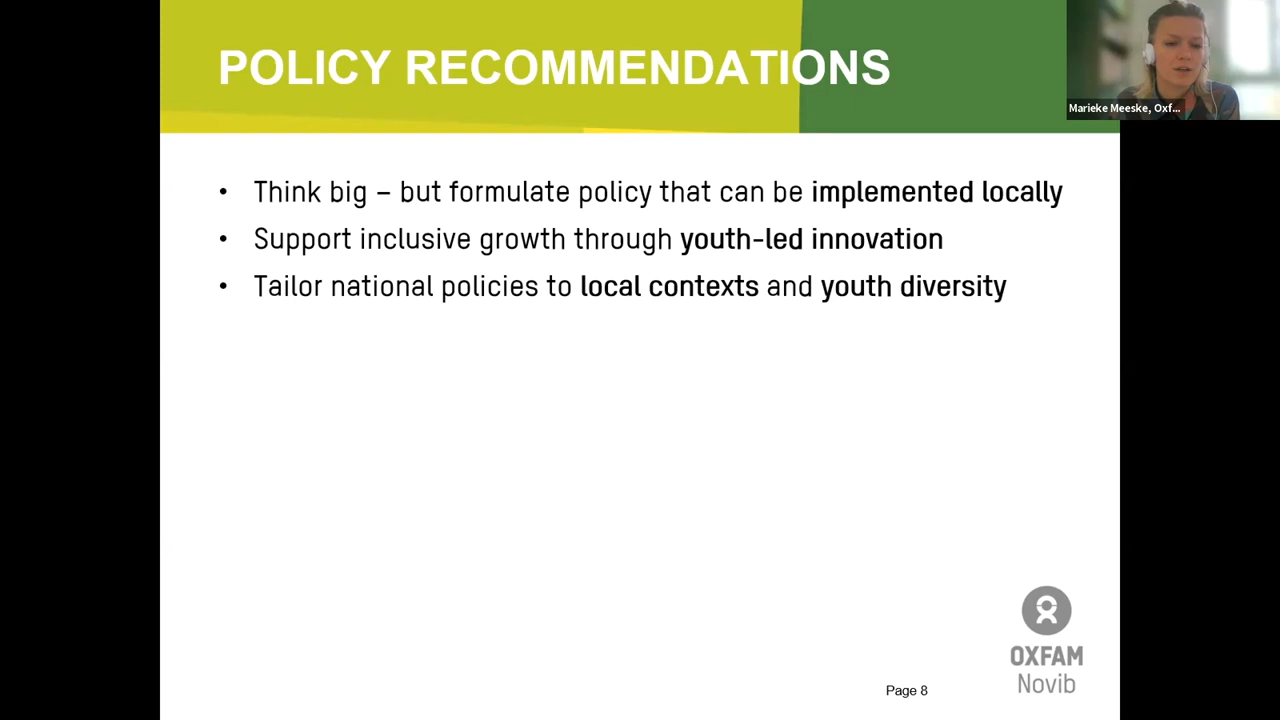 POLICY RECOMMENDATIONS
Marieke Meeske, Oxf...
• Think big – but formulate policy that can be implemented locally
• Support inclusive growth through youth-led innovation
• Tailor national policies to local contexts and youth diversity
OXFAM
Novib
Page 8